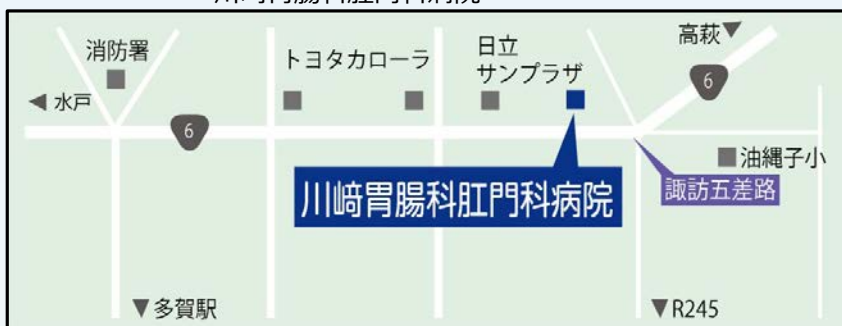 消防署
トヨタカローラ
日立
サンプラザ
高萩
水戸
6
6
油縄子小
川﨑胃腸科肛門科病院
諏訪五差路
多賀駅
R245